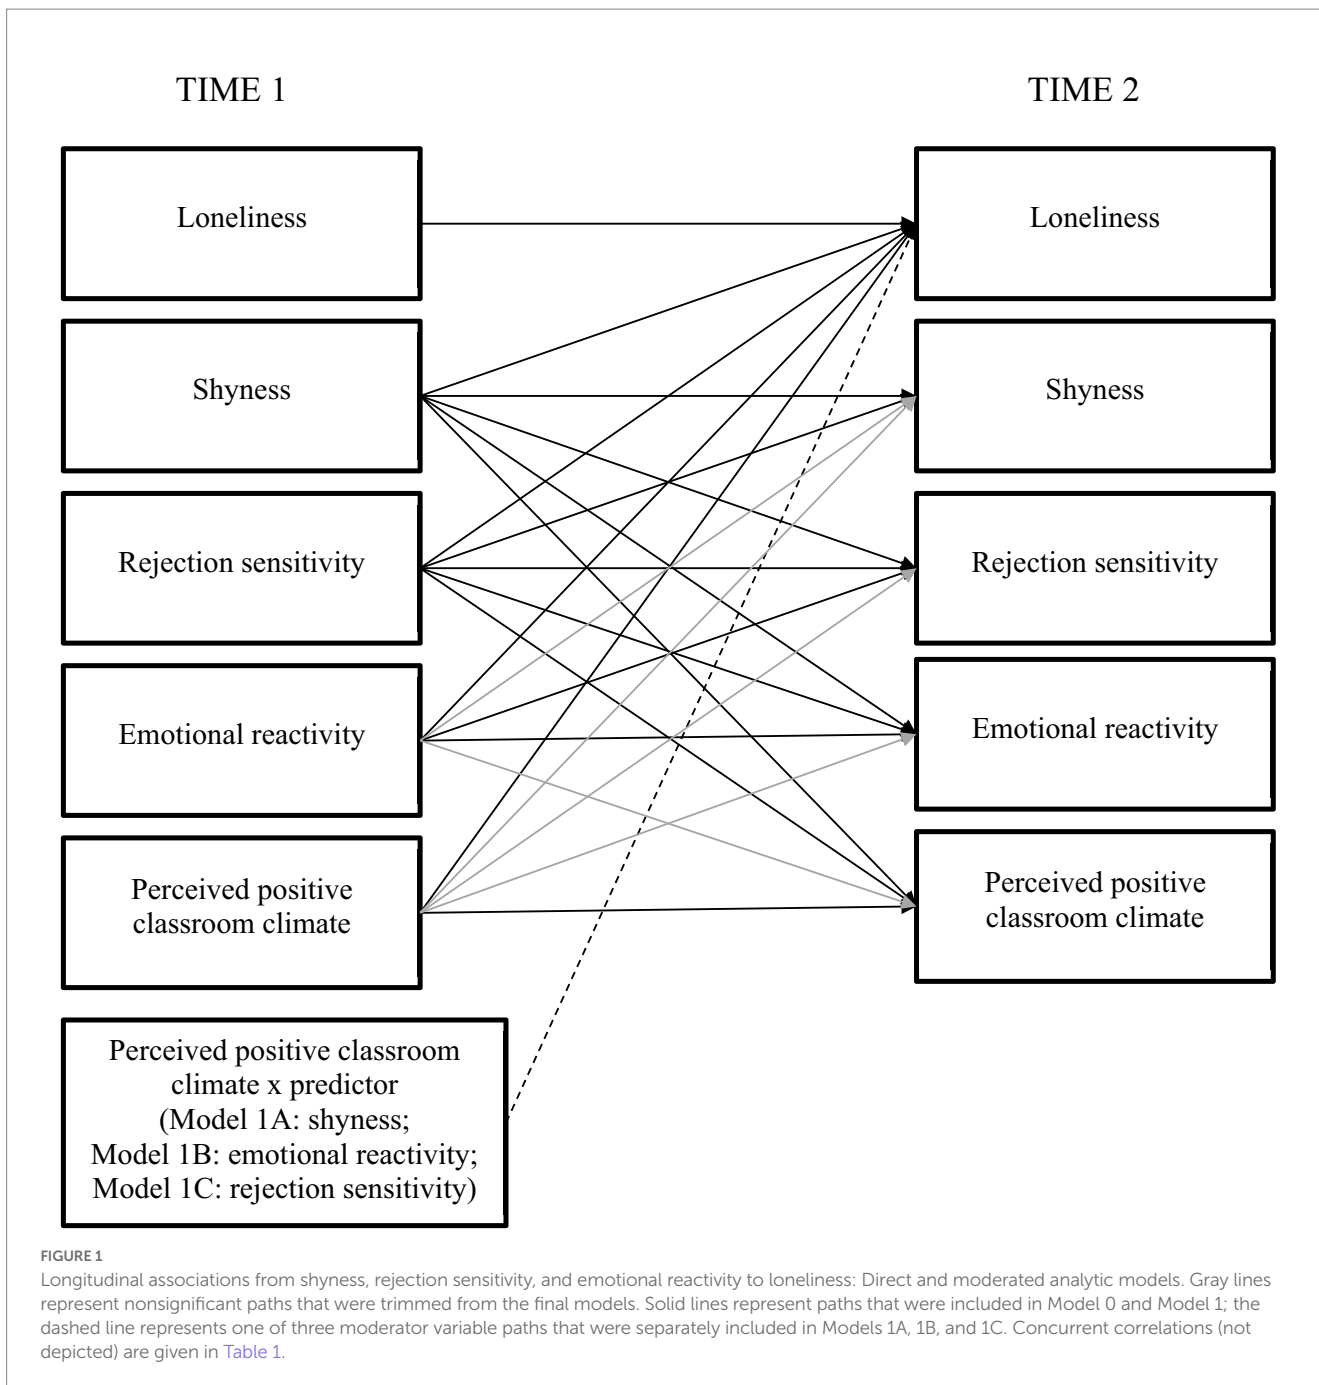 TIME 1
TIME 2
Loneliness
Loneliness
Shyness
Shyness
Rejection sensitivity
Rejection sensitivity
Emotional reactivity
Emotional reactivity
Perceived positive
classroom climate
Perceived positive
classroom climate
Perceived positive classroom
climate x predictor
(Model 1A: shyness;
Model 1B: emotional reactivity;
Model 1C: rejection sensitivity)
FIGURE 1
Longitudinal associations from shyness, rejection sensitivity, and emotional reactivity to loneliness: Direct and moderated analytic models. Gray lines
represent nonsignificant paths that were trimmed from the final models. Solid lines represent paths that were included in Model 0 and Model 1; the
dashed line represents one of three moderator variable paths that were separately included in Models 1A, 1B, and 1C. Concurrent correlations (not
depicted) are given in Table 1.